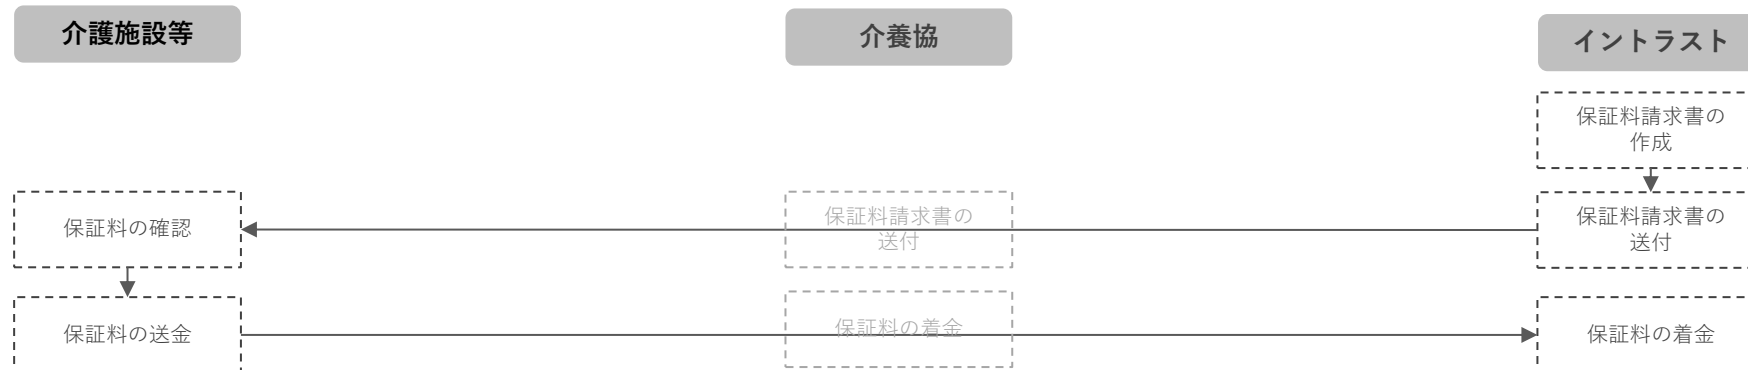 介護施設等
介養協
イントラスト
保証料請求書の
作成
保証料の確認
保証料請求書の
送付
保証料請求書の
送付
保証料の送金
保証料の着金
保証料の着金